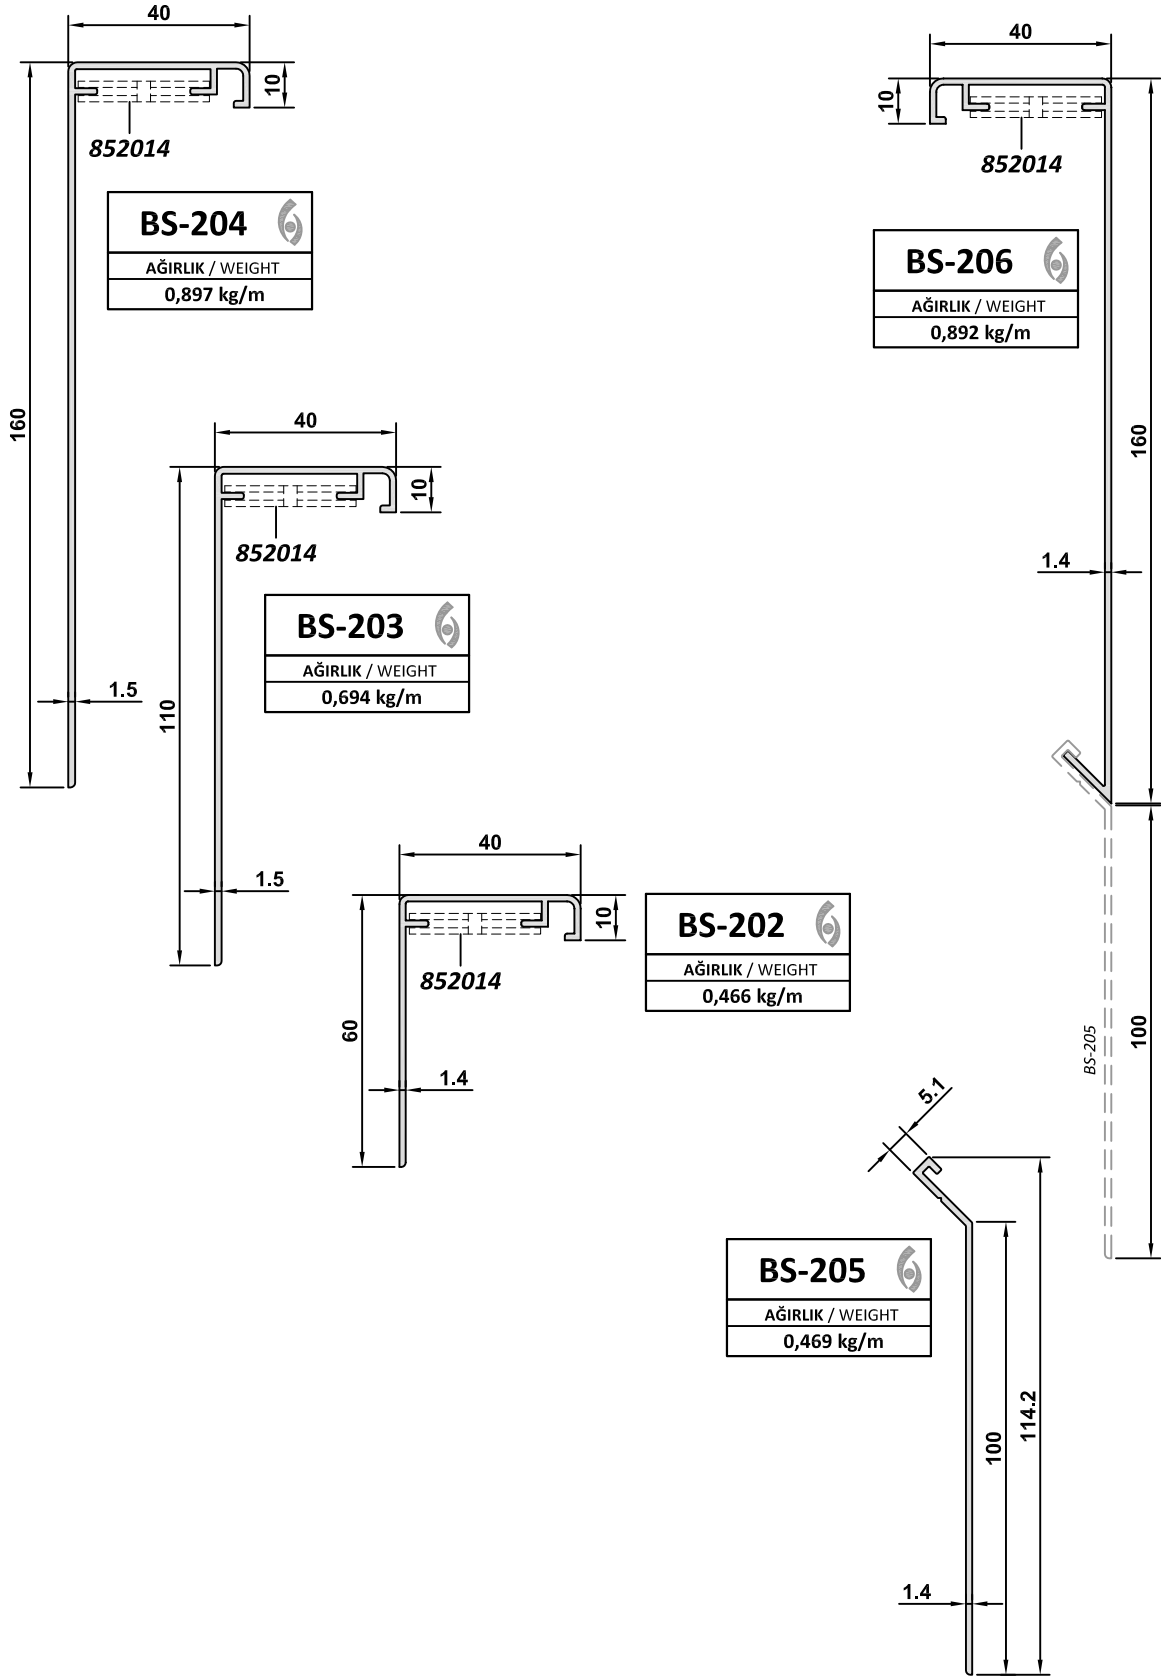 40
10
852014
BS-204
AĞIRLIK / WEIGHT
0,897 kg/m
160
1.5
40
10
852014
BS-206
AĞIRLIK / WEIGHT
0,892 kg/m
160
1.4
BS-205
100
40
10
852014
BS-203
AĞIRLIK / WEIGHT
0,694 kg/m
110
1.5
40
10
852014
BS-202
AĞIRLIK / WEIGHT
0,466 kg/m
60
1.4
5.1
BS-205
AĞIRLIK / WEIGHT
0,469 kg/m
100
114.2
1.4